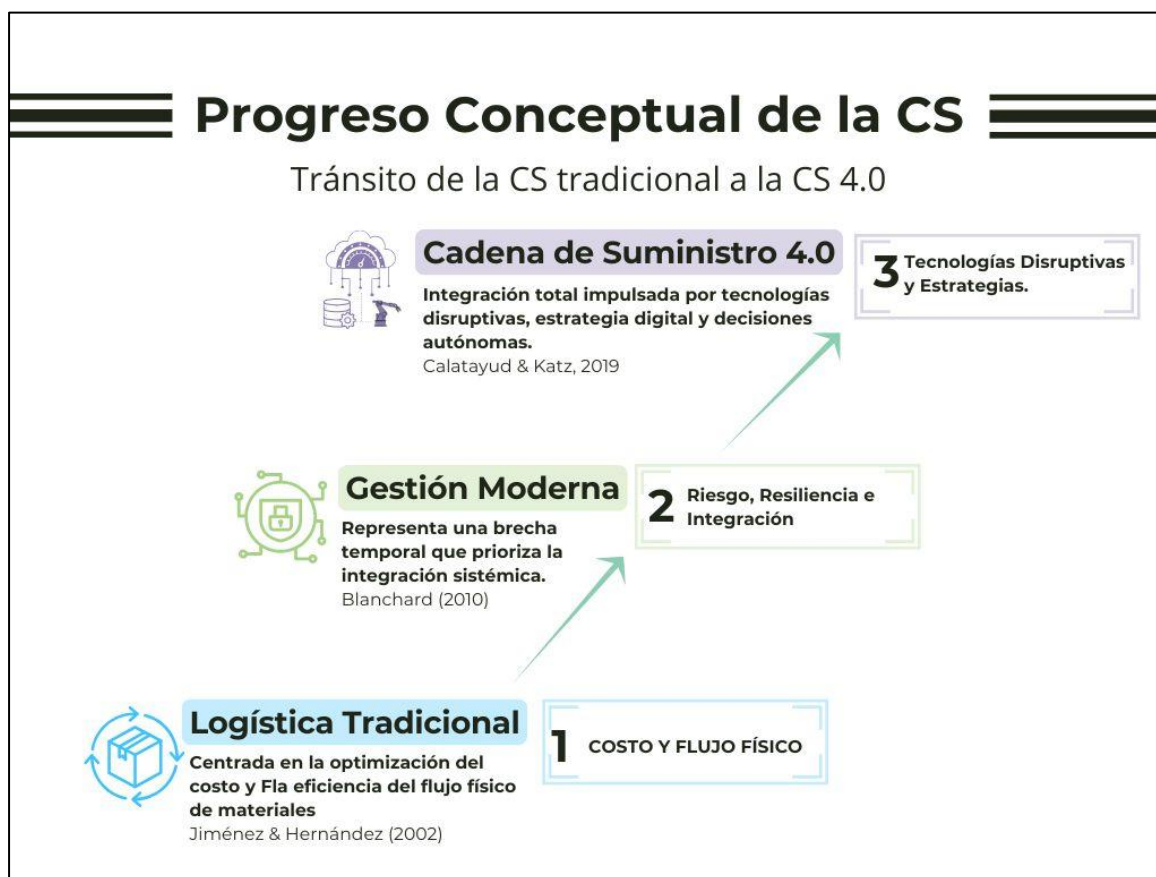 Progreso Conceptual de la CS
Tránsito de la CS tradicional a la CS 4.0
Cadena de Suministro 4.0
Integración total impulsada por tecnologías
disruptivas, estrategia digital y decisiones
autónomas.
Calatayud & Katz, 2019
3
Tecnologías Disruptivas
y Estrategias.
Gestión Moderna
Representa una brecha
temporal que prioriza la
integración sistémica.
Blanchard (2010)
2
Riesgo, Resiliencia e
Integración
Logística Tradicional
Centrada en la optimización del
costo y Fla eficiencia del flujo físico
de materiales
Jiménez & Hernández (2002)
1
COSTO Y FLUJO FÍSICO